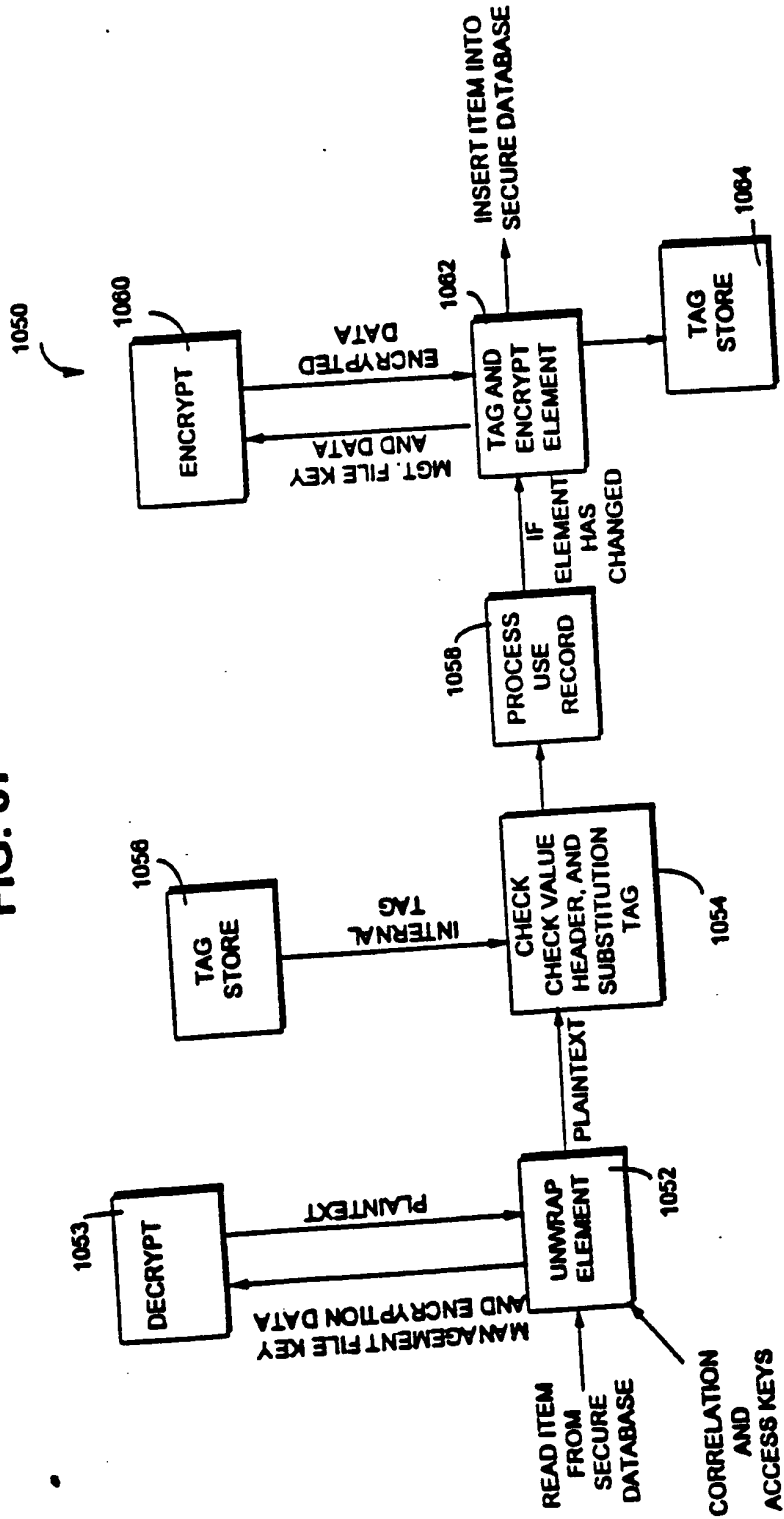 FIG.
1050
1053
DECRYPT
PLAINTEXT
MANAGEMENT FILE KEY
AND ENCRYPTION DATA
READ ITEM
FROM
SECURE
DATABASE
UNWRAP
ELEMENT
1052
CORRELATION
AND
ACCESS KEYS
PLAINTEXT
1056
TAG
STORE
INTERNAL
TAG
CHECK
CHECK VALUE
HEADER, AND
SUBSTITUTION
TAG
1054
1058
PROCESS
USE
RECORD
IF
ELEMENT
HAS
CHANGED
1060
ENCRYPT
ENCRYPTED
DATA
MGT. FILE KEY
AND DATA
1062
TAG AND
ENCRYPT
ELEMENT
INSERT ITEM INTO
SECURE DATABASE
TAG
STORE
1064